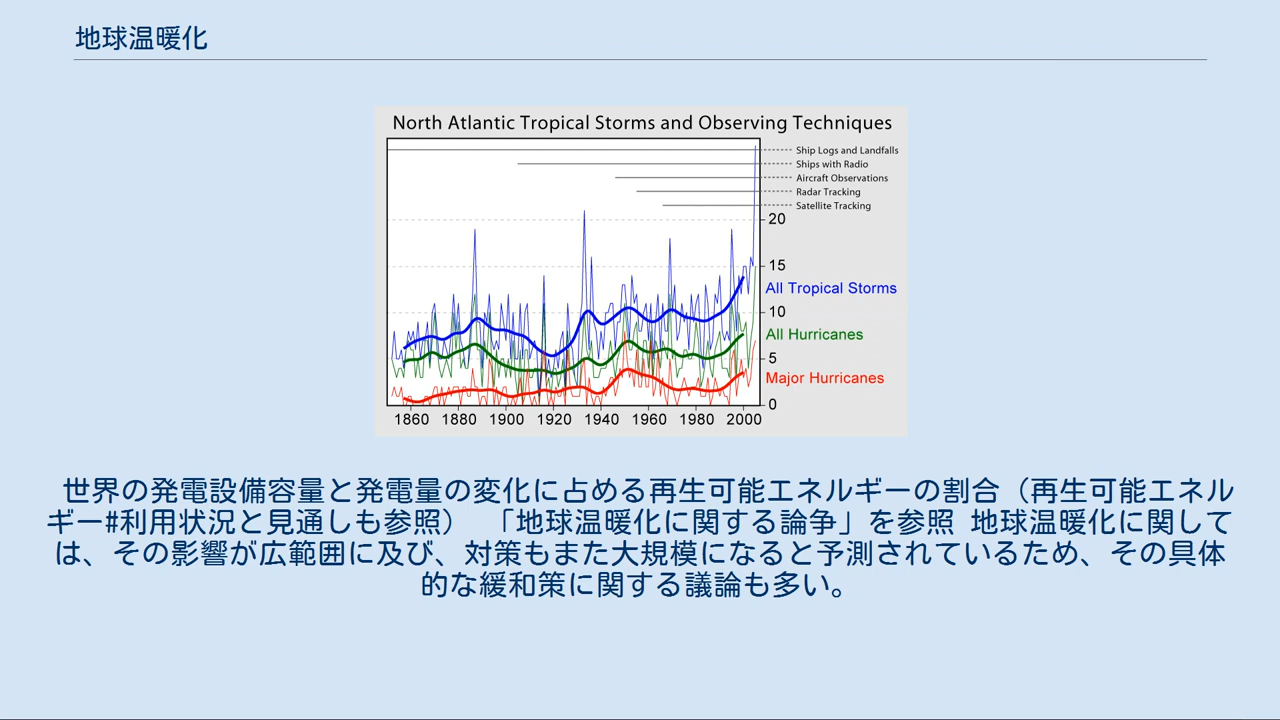 地球温暖化
North Atlantic Tropical Storms and Observing Techniques
Ship Logs and Landfalls
Ships with Radio
Aircraft Observations
Radar Tracking
Satellite Tracking
20
15
All Tropical Storms
10
All Hurricanes
5
Major Hurricanes
0
1860 1880 1900 1920 1940 1960 1980 2000
世界の発電設備容量と発電量の変化に占める再生可能エネルギーの割合（再生可能エネル
ギー#利用状況と見通しも参照） 「地球温暖化に関する論争」を参照 地球温暖化に関して
は、その影響が広範囲に及び、対策もまた大規模になると予測されているため、その具体
的な緩和策に関する議論も多い。